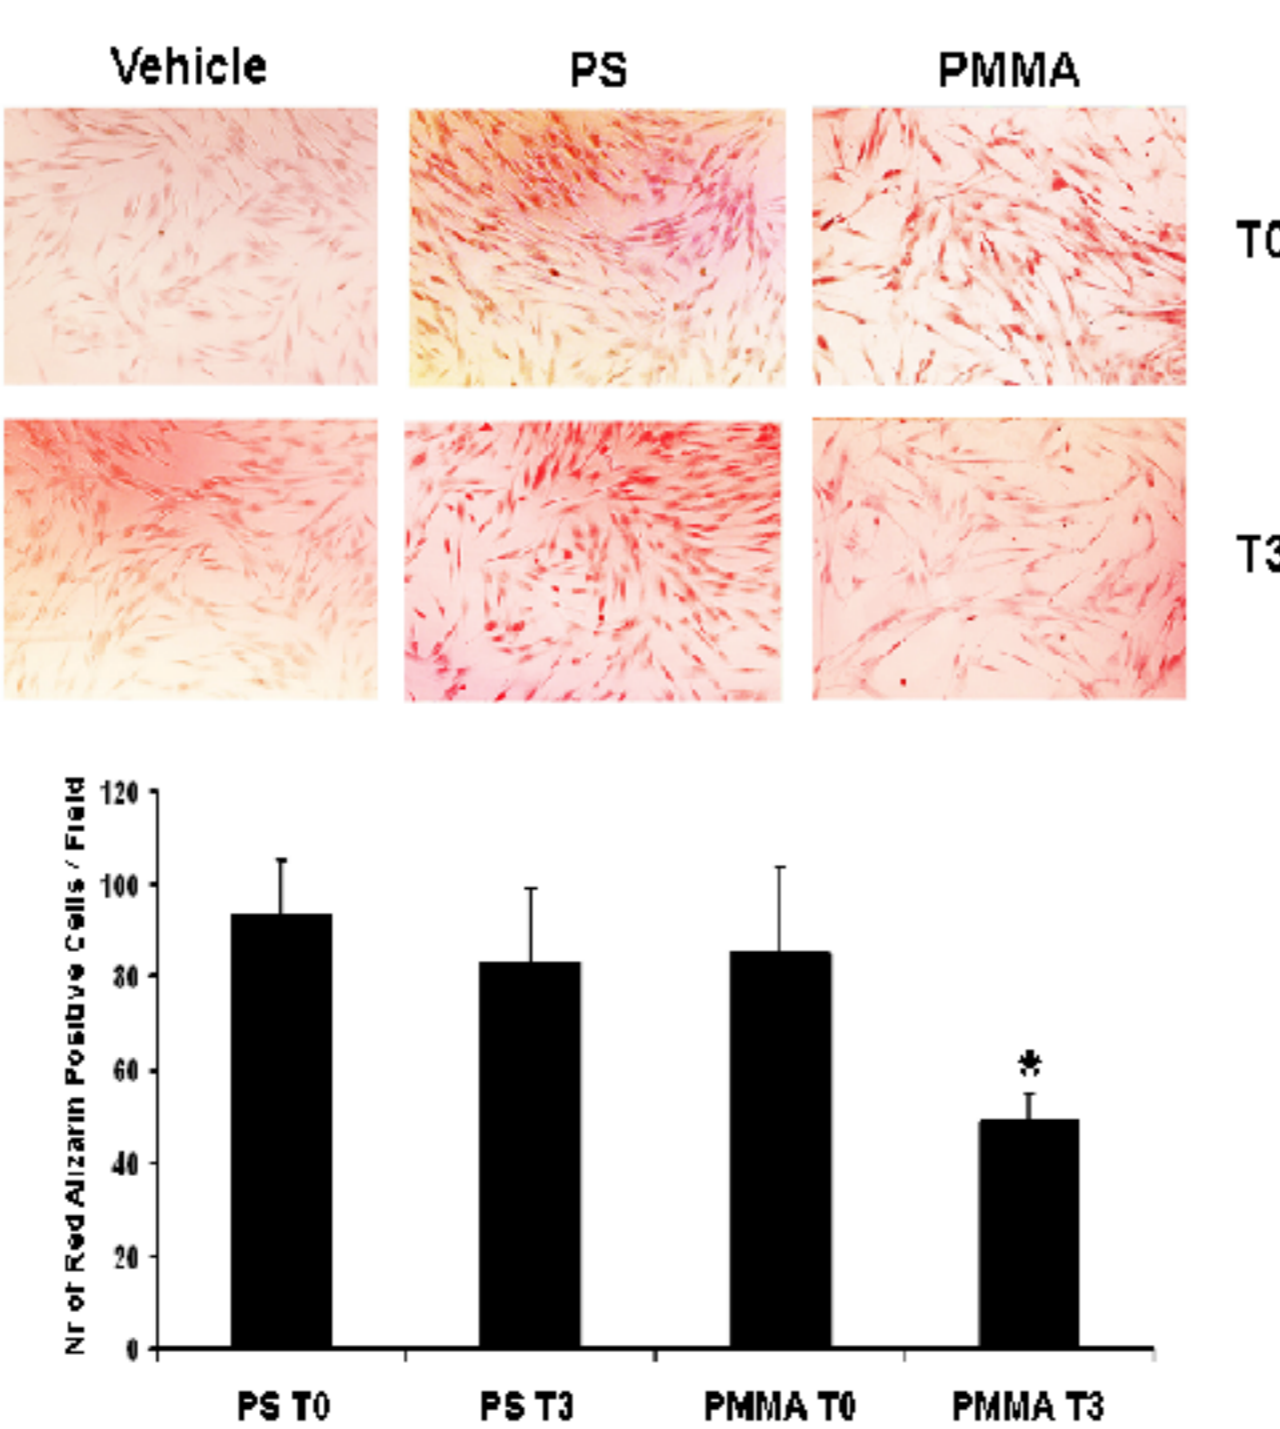 Vehicle PS PMMA
T0
T3
Nr of Red Alizarin Positive Cells / Field
120
100
80
60
40
20
0
*
PS T0 PS T3 PMMA T0 PMMA T3